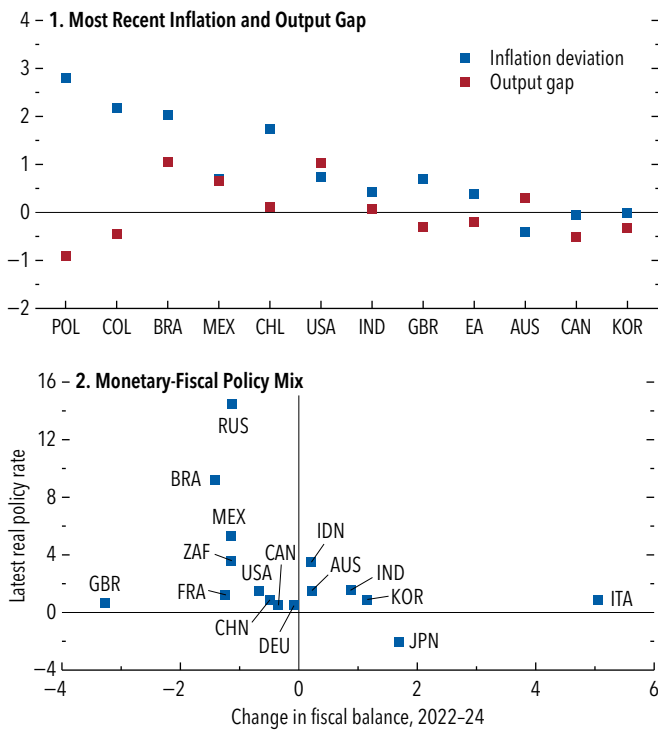 1. Most Recent Inflation and Output Gap
Inflation deviation
Output gap
4
3
2
1
0
−1
−2
POL COL BRA MEX CHL USA IND GBR EA AUS CAN KOR
2. Monetary-Fiscal Policy Mix
Latest real policy rate
16
12
8
4
0
−4
RUS
BRA
MEX
ZAF
CAN
IDN
GBR
FRA
USA
AUS
IND
CHN
DEU
KOR
ITA
JPN
−4 −2 0 2 4 6
Change in fiscal balance, 2022–24